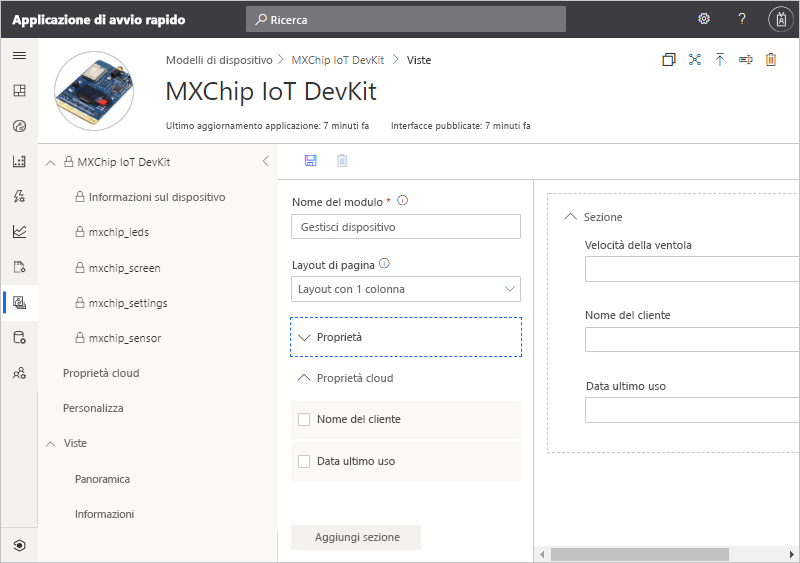 Applicazione di avvio rapido
Ricerca
?
Modelli di dispositivo > MXChip IoT DevKit > Viste
MXChip IoT DevKit
Ultimo aggiornamento applicazione: 7 minuti fa Interfacce pubblicate: 7 minuti fa
MXChip IoT DevKit
Informazioni sul dispositivo
mxchip_leds
mxchip_screen
mxchip_settings
mxchip_sensor
Proprietà cloud
Personalizza
Viste
Panoramica
Informazioni
Nome del modulo *
Gestisci dispositivo
Layout di pagina
Layout con 1 colonna
Proprietà
Proprietà cloud
Nome del cliente
Data ultimo uso
Aggiungi sezione
Sezione
Velocità della ventola
Nome del cliente
Data ultimo uso